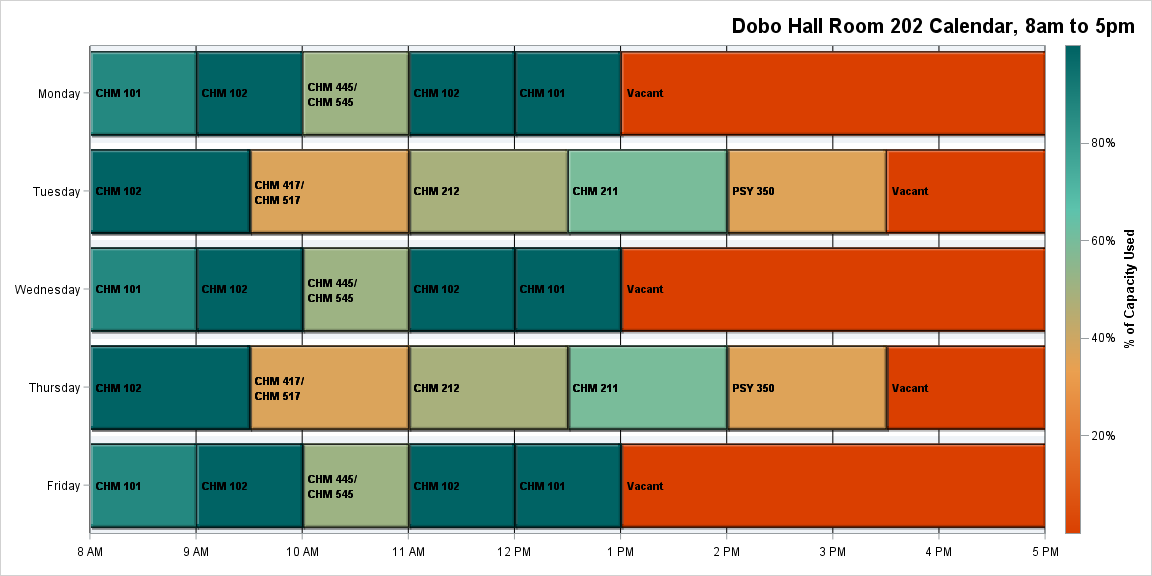 Dobo Hall Room 202 Calendar, 8am to 5pm
Monday
CHM 101
CHM 102
CHM 445/
CHM 545
CHM 102
CHM 101
Vacant
Tuesday
CHM 102
CHM 417/
CHM 517
CHM 212
CHM 211
PSY 350
Vacant
Wednesday
CHM 101
CHM 102
CHM 445/
CHM 545
CHM 102
CHM 101
Vacant
Thursday
CHM 102
CHM 417/
CHM 517
CHM 212
CHM 211
PSY 350
Vacant
Friday
CHM 101
CHM 102
CHM 445/
CHM 545
CHM 102
CHM 101
Vacant
8 AM
9 AM
10 AM
11 AM
12 PM
1 PM
2 PM
3 PM
4 PM
5 PM
80%
60%
40%
20%
% of Capacity Used